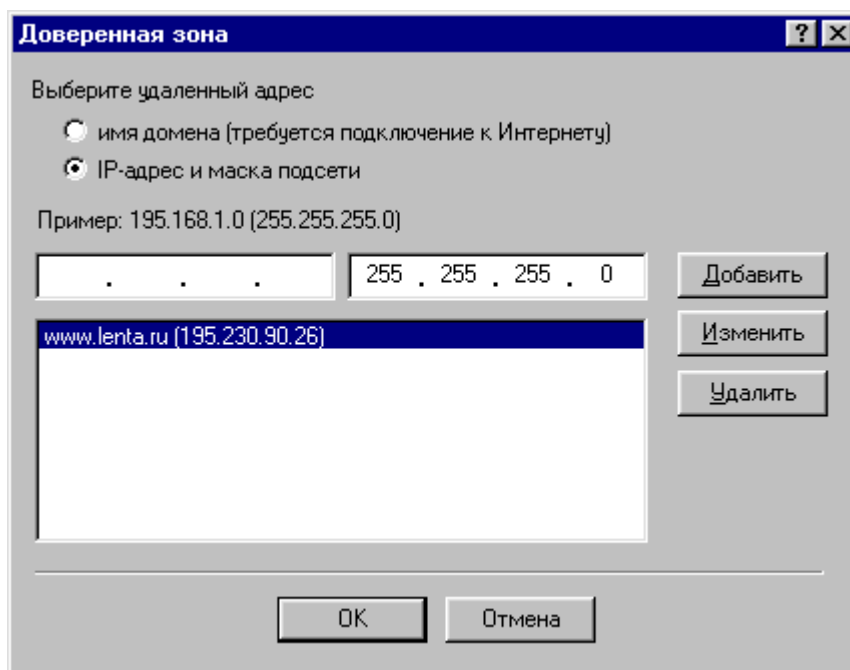 Доверенная зона
Выберите удаленный адрес
имя домена (требуется подключение к Интернету)
IP-адрес и маска подсети
Пример: 195.168.1.0 (255.255.255.0)
. . . 255 . 255 . 255 . 0 Добавить
www.lenta.ru (195.230.90.26) Изменить
Удалить
OK Отмена